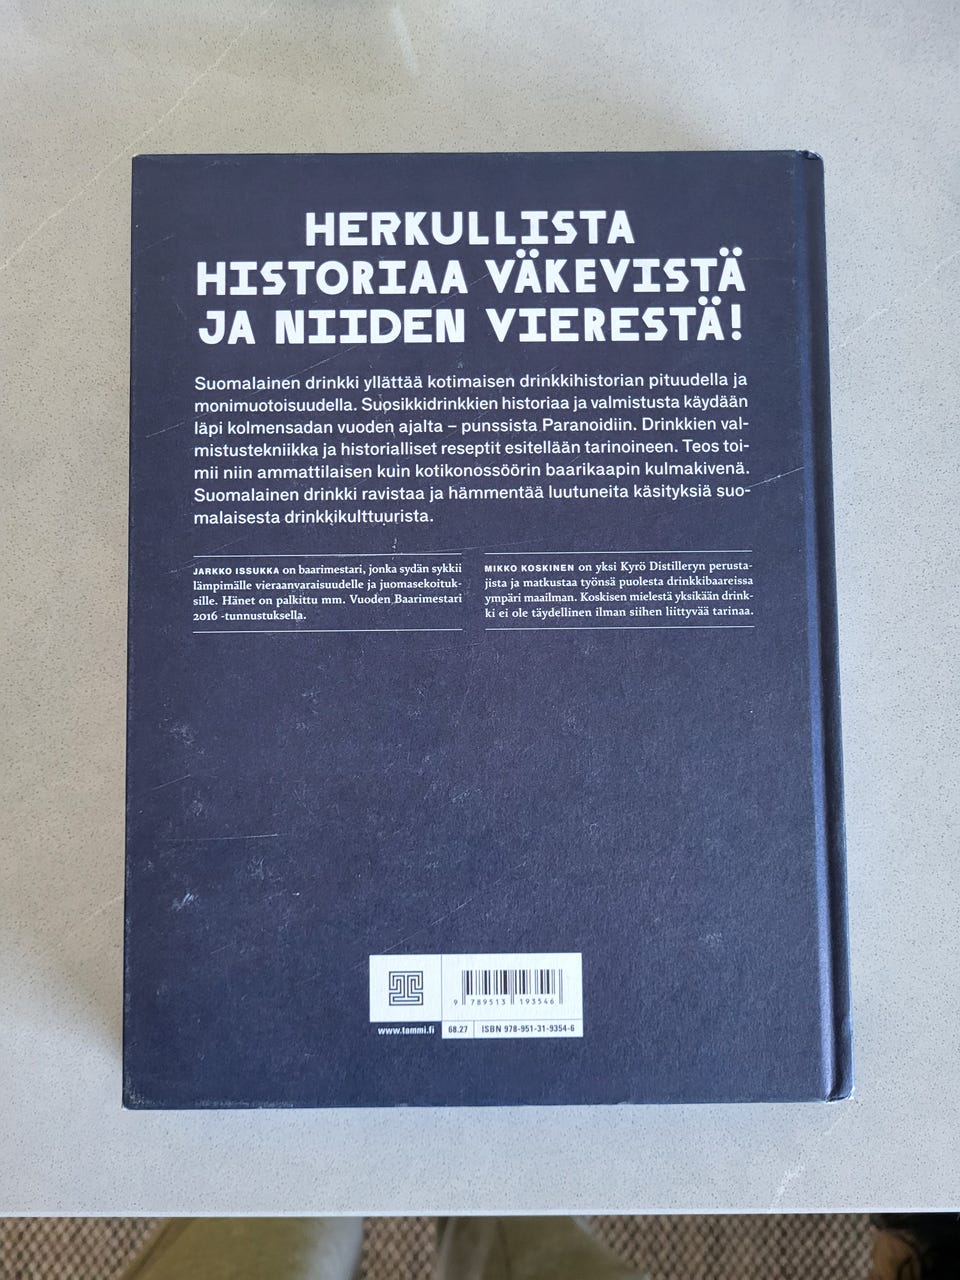 HERKULLISTA
HISTORIAA VÄKEVISTÄ
JA NIIDEN VIERESTÄ!
Suomalainen drinkki yllättää kotimaisen drinkkihistorian pituudella ja
monimuotoisuudella. Suosikkidrinkkien historiaa ja valmistusta käydään
läpi kolmensadan vuoden ajalta – punssista Paranoidiin. Drinkkien val-
mistustekniikka ja historialliset reseptit esitellään tarinoineen. Teos toi-
mii niin ammattilaisen kuin kotikonossöörin baarikaapin kulmakivenä.
Suomalainen drinkki ravistaa ja hämmentää luutuneita käsityksiä suo-
malaisesta drinkkikulttuurista.
JARKKO ISSUKKA on baarimestari, jonka sydän sykkii
lämpimälle vieraanvaraisuudelle ja juomasekoituk-
sille. Hänet on palkittu mm. Vuoden Baarimestari
2016 -tunnustuksella.
MIKKO KOSKINEN on yksi Kyrö Distilleryn perusta-
jista ja matkustaa työnsä puolesta drinkkibaareissa
ympäri maailman. Koskisen mielestä yksikään drink-
ki ei ole täydellinen ilman siihen liittyvää tarinaa.
9 789513 193546
www.tammi.fi 68.27 ISBN 978-951-31-9354-6